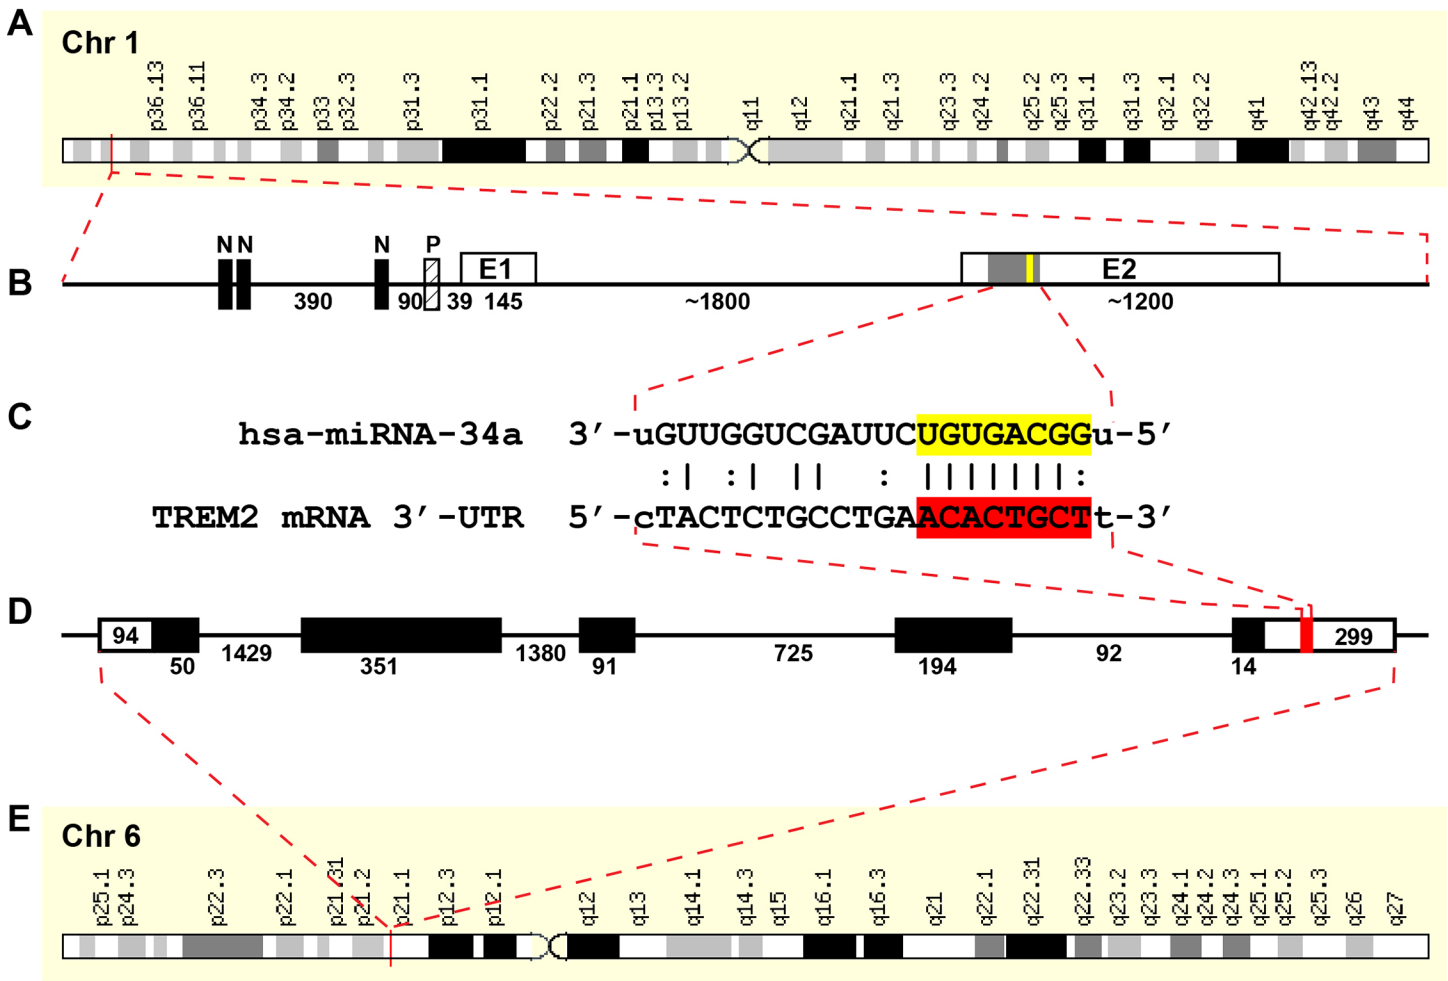 A
Chr 1
p36.13 p36.11 p34.3 p34.2 p33 p32.3 p31.3 p31.1 p22.2 p21.3 p21.1 p13.3 p13.2 q11 q12 q21.1 q21.3 q23.3 q24.2 q25.2 q25.3 q31.1 q31.3 q32.1 q32.2 q41 q42.13 q42.2 q43 q44
N N N P
B
E1 E2
390 90 39 145 ~1800 ~1200
C
hsa-miRNA-34a 3′-uGUUGGUCGAUUCUGUGACGGu-5′
:| :| || : |||||||:
TREM2 mRNA 3′-UTR 5′-cTACTCTGCCTGAACACTGCTt-3′
D
94 299
50 1429 351 1380 91 725 194 92 14
E
Chr 6
p25.1 p24.3 p22.3 p22.1 p21.31 p21.2 p21.1 p12.3 p12.1 q12 q13 q14.1 q14.3 q15 q16.1 q16.3 q21 q22.1 q22.31 q22.33 q23.2 q23.3 q24.1 q24.2 q24.3 q25.1 q25.2 q25.3 q26 q27